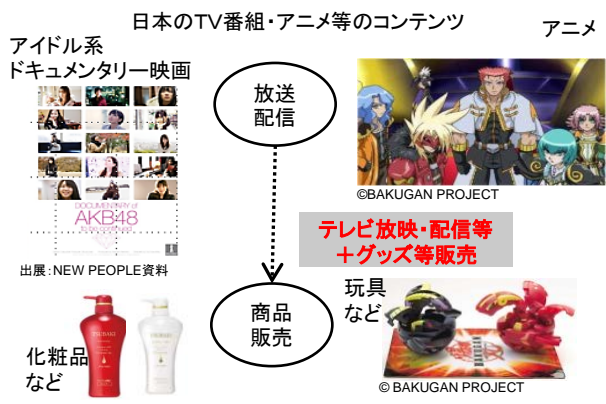 日本のTV番組・アニメ等のコンテンツ
アイドル系
ドキュメンタリー映画
アニメ
放送
配信
DOCUMENTARY of
AKB48
to be continued
©BAKUGAN PROJECT
出展:NEW PEOPLE資料
テレビ放映・配信等
＋グッズ等販売
商品
販売
玩具
など
化粧品
など
TSUBAKI
TSUBAKI
BAKUGAN
© BAKUGAN PROJECT